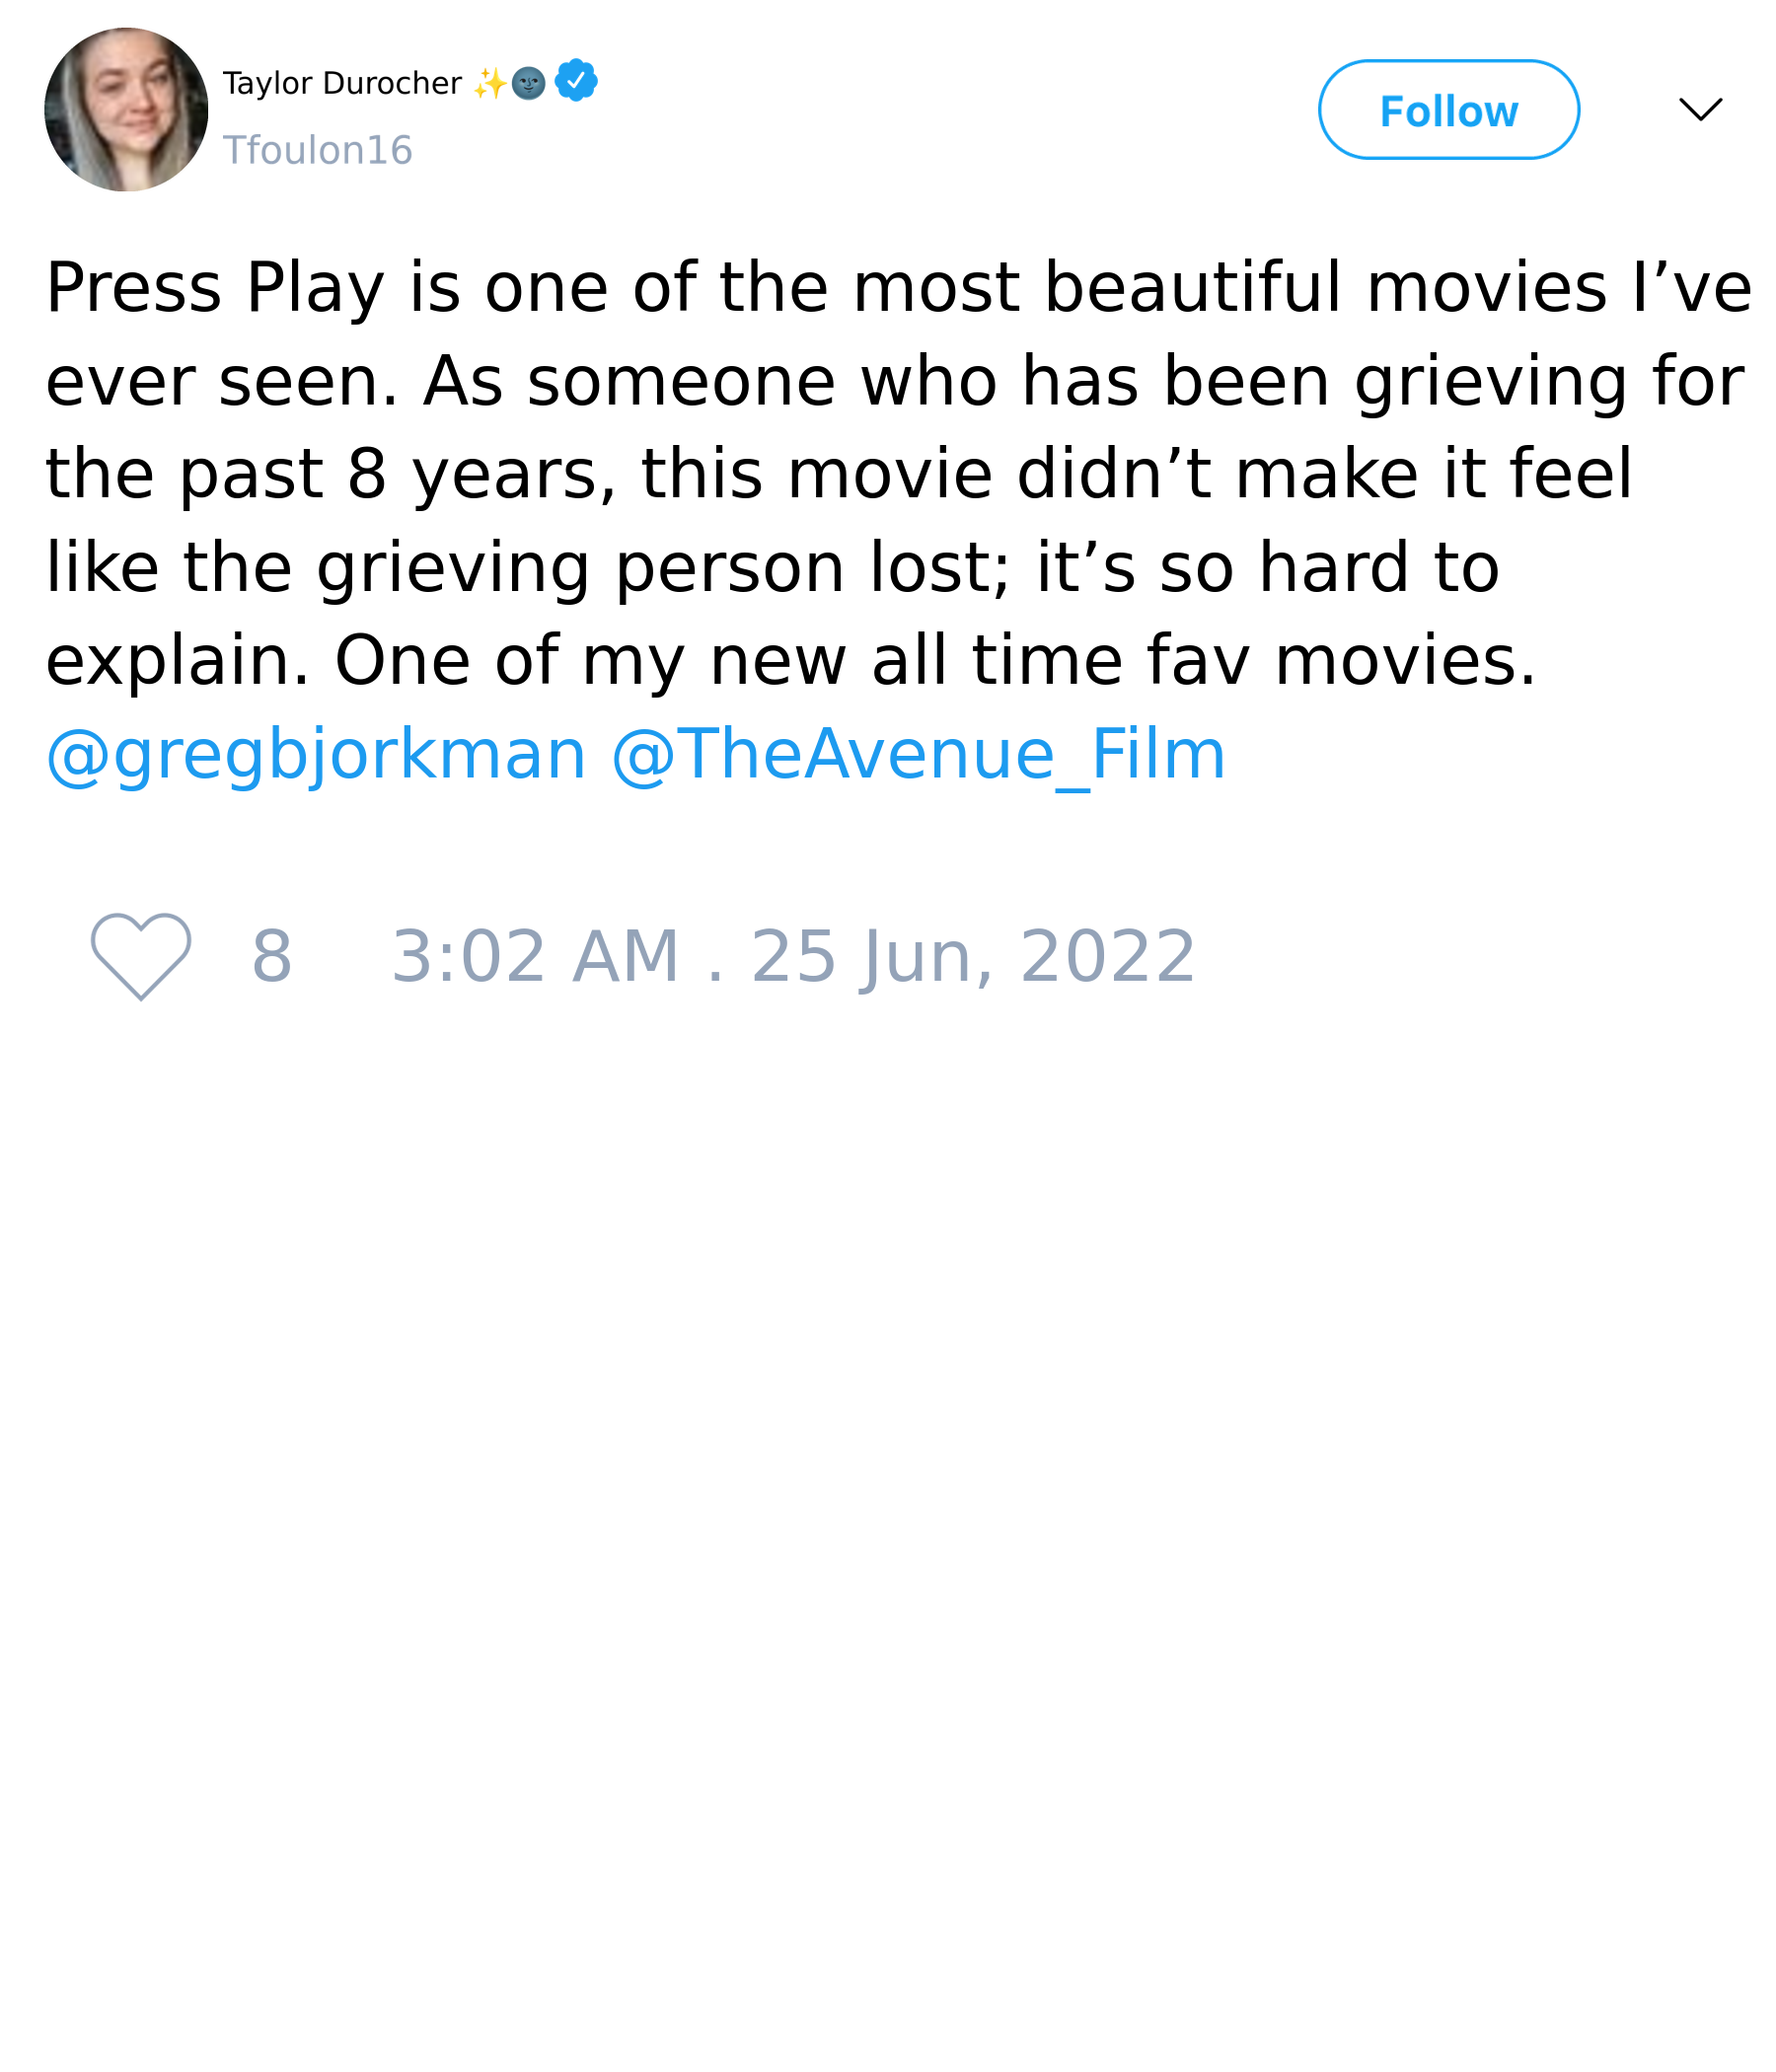 Taylor Durocher ✨🌚
Tfoulon16
Follow
Press Play is one of the most beautiful movies I’ve
ever seen. As someone who has been grieving for
the past 8 years, this movie didn’t make it feel
like the grieving person lost; it’s so hard to
explain. One of my new all time fav movies.
@gregbjorkman @TheAvenue_Film
8 3:02 AM . 25 Jun, 2022